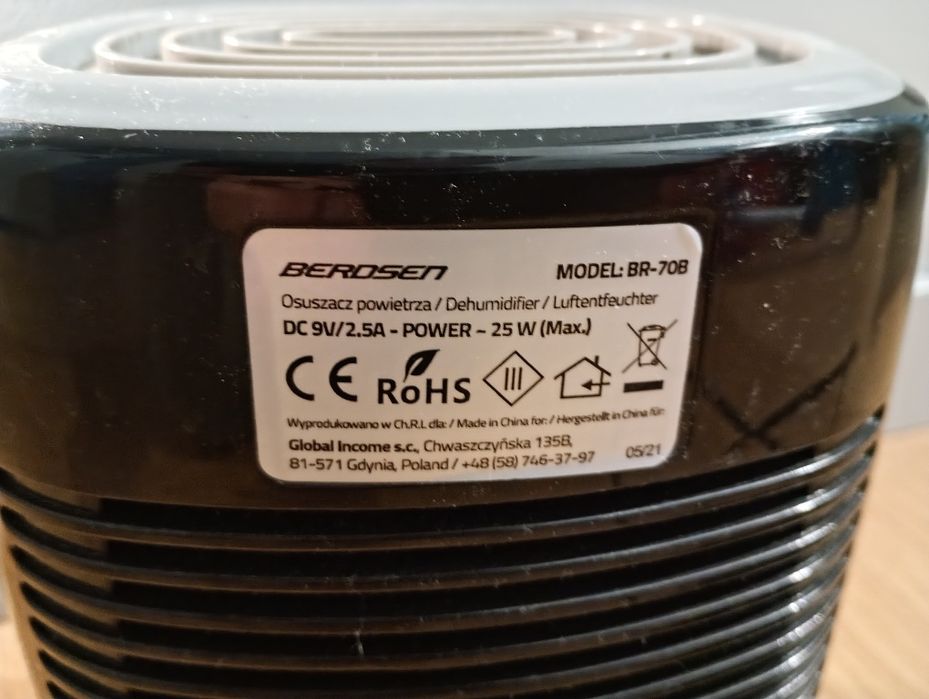 BERDSEN
MODEL: BR-70B
Osuszacz powietrza / Dehumidifier / Luftentfeuchter
DC 9V/2.5A - POWER ~ 25 W (Max.)
CE RoHS III
Wyprodukowano w Ch.R.L dla: / Made in China for: / Hergestellt in China für:
Global Income s.c., Chwaszczyńska 135B,
81-571 Gdynia, Poland / +48 (58) 746-37-97 05/21